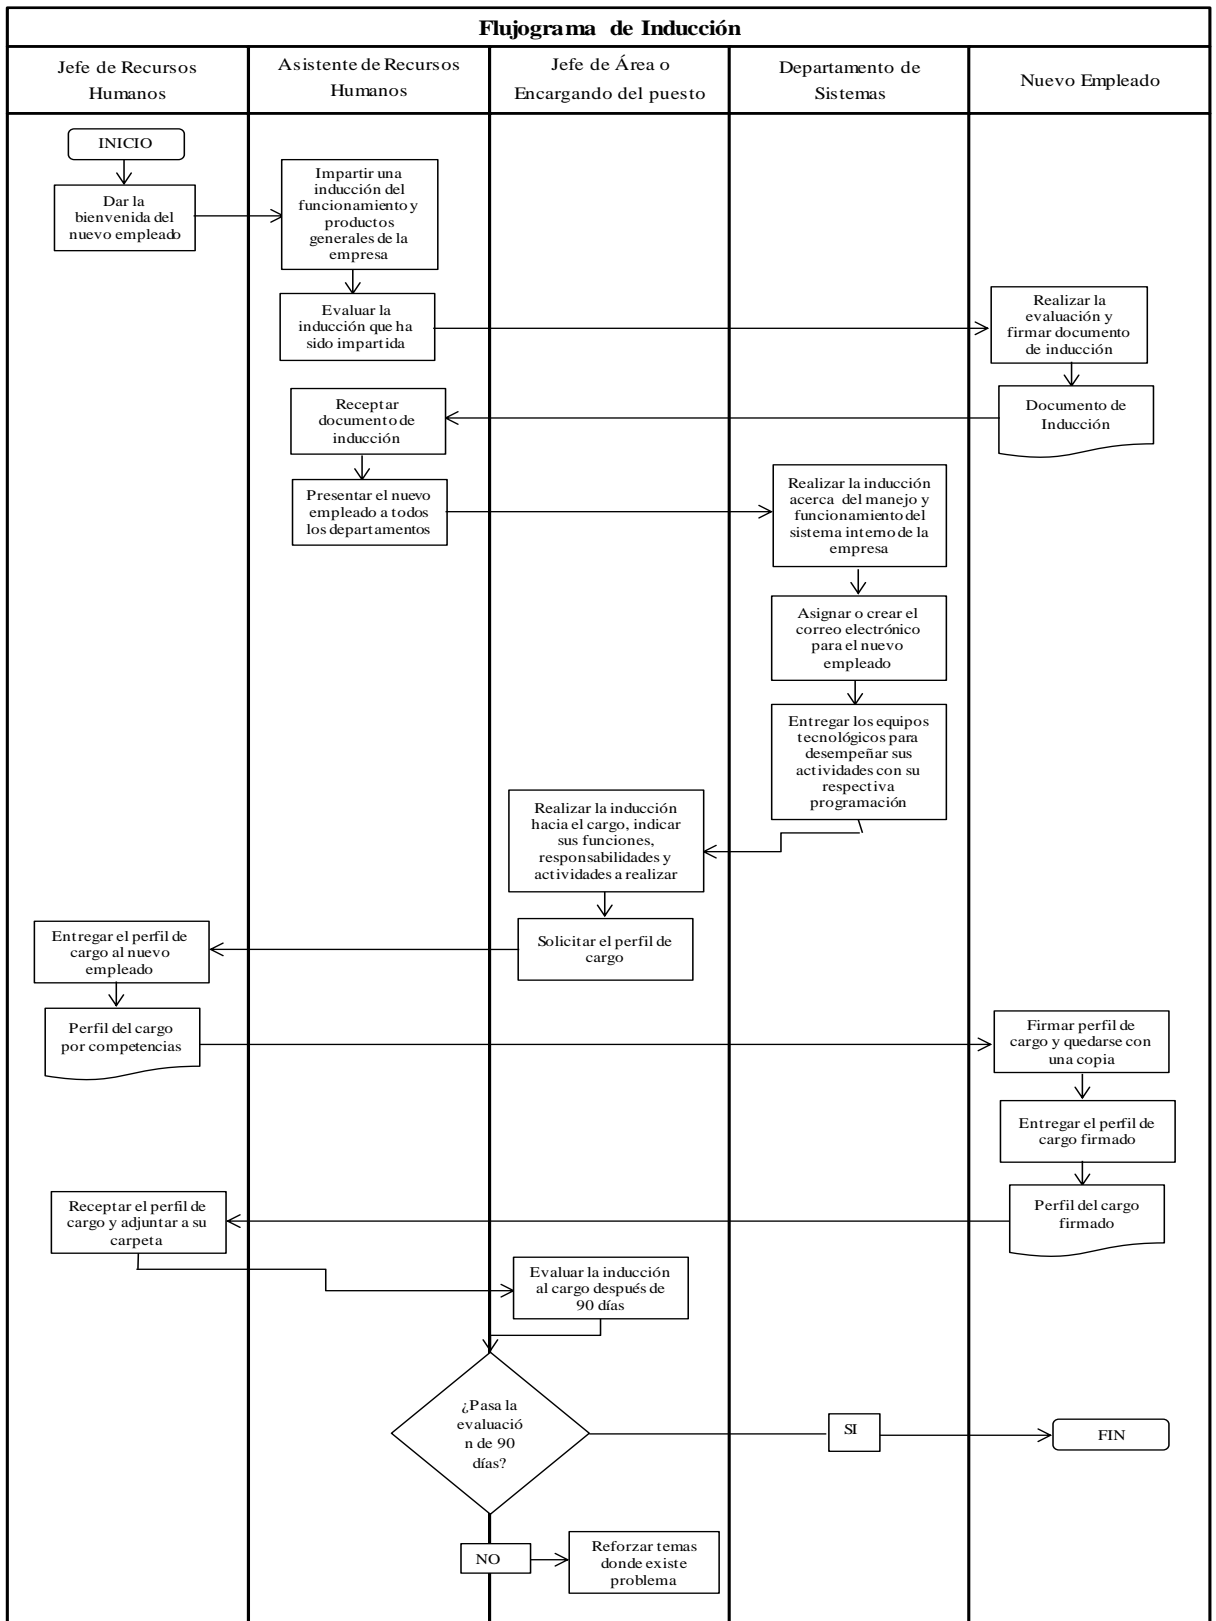 Flujograma de Inducción
Jefe de Recursos
Humanos
Asistente de Recursos
Humanos
Jefe de Área o
Encargando del puesto
Departamento de
Sistemas
Nuevo Empleado
INICIO
Dar la
bienvenida del
nuevo empleado
Impartir una
inducción del
funcionamiento y
productos
generales de la
empresa
Evaluar la
inducción que ha
sido impartida
Realizar la
evaluación y
firmar documento
de inducción
Receptar
documento de
inducción
Documento de
Inducción
Presentar el nuevo
empleado a todos
los departamentos
Realizar la inducción
acerca del manejo y
funcionamiento del
sistema interno de la
empresa
Asignar o crear el
correo electrónico
para el nuevo
empleado
Entregar los equipos
tecnológicos para
desempeñar sus
actividades con su
respectiva
programación
Realizar la inducción
hacia el cargo, indicar
sus funciones,
responsabilidades y
actividades a realizar
Solicitar el perfil de
cargo
Entregar el perfil de
cargo al nuevo
empleado
Perfil del cargo
por competencias
Firmar perfil de
cargo y quedarse con
una copia
Entregar el perfil de
cargo firmado
Perfil del cargo
firmado
Receptar el perfil de
cargo y adjuntar a su
carpeta
Evaluar la inducción
al cargo después de
90 días
¿Pasa la
evaluació
n de 90
días?
SI
FIN
NO
Reforzar temas
donde existe
problema